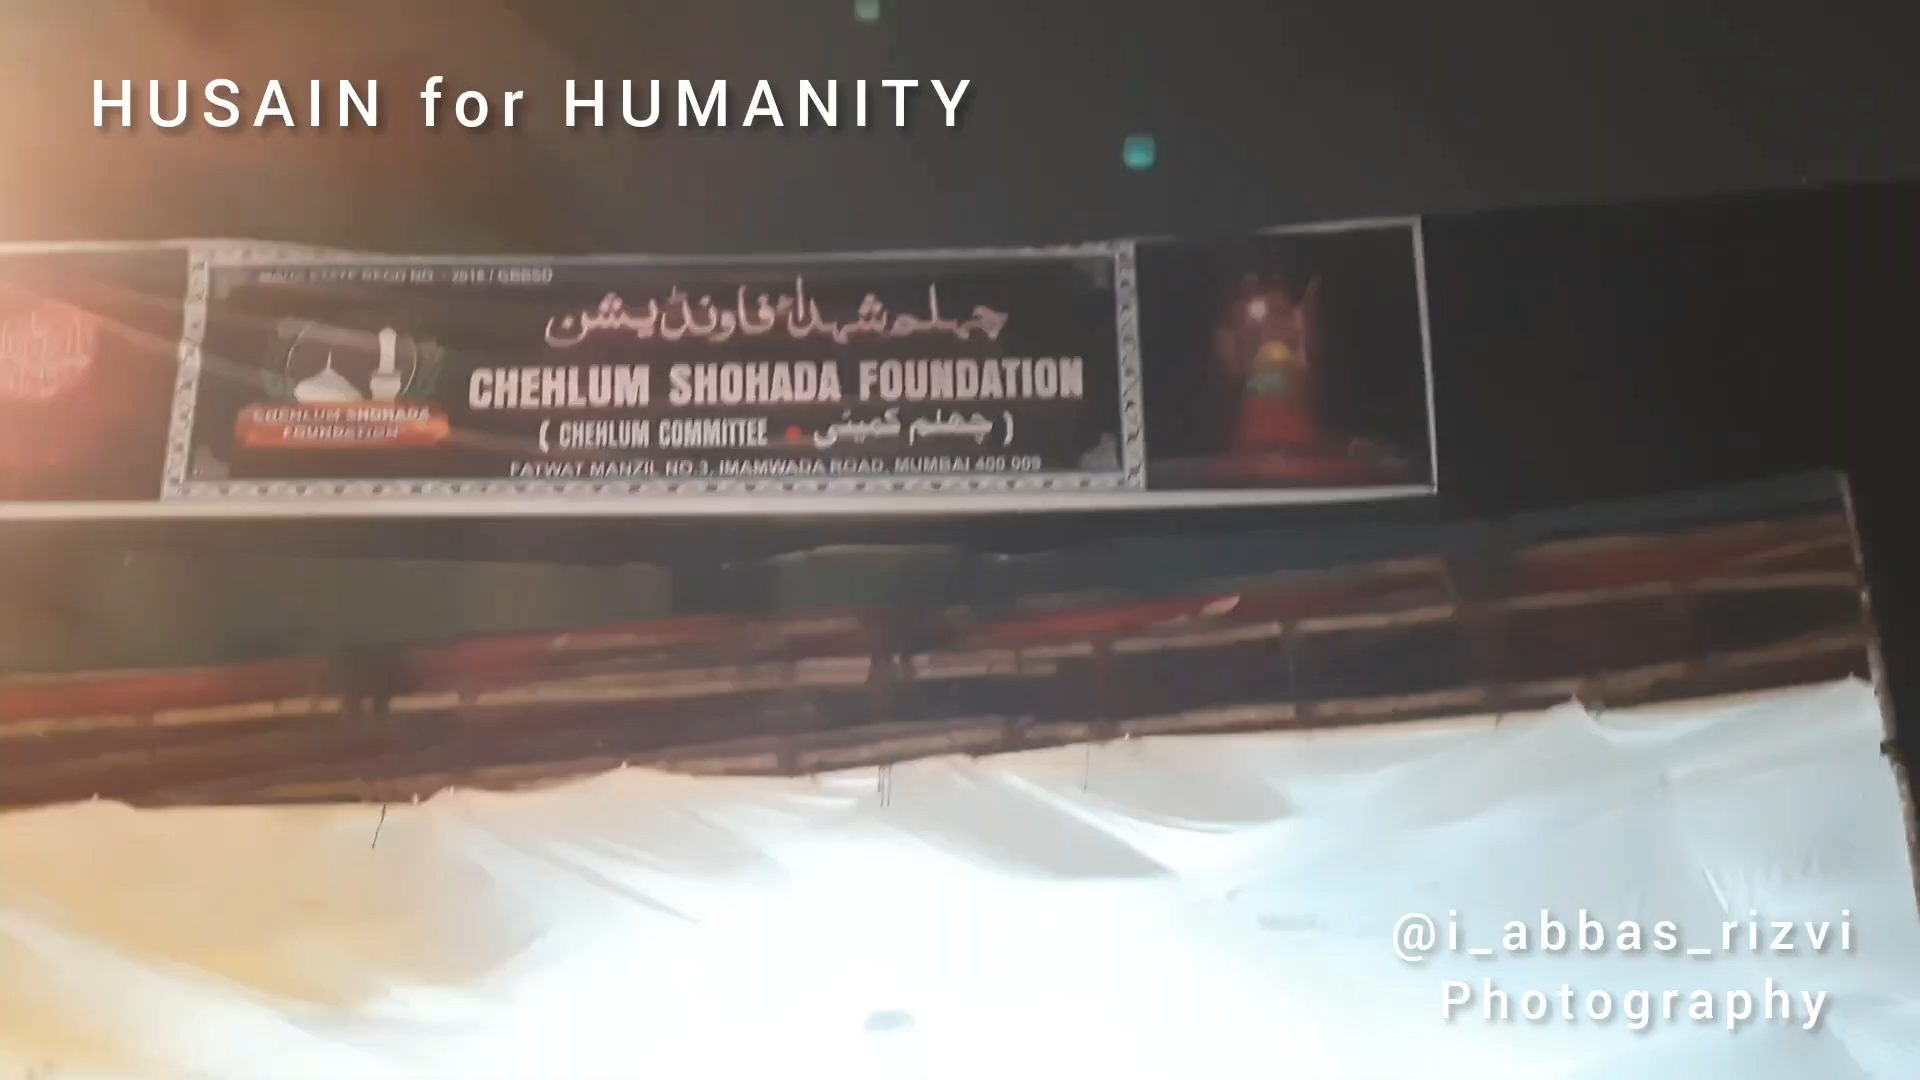 HUSAIN for HUMANITY
چہلم شہداٴ فاونڈیشن
CHEHLUM SHOHADA FOUNDATION
( CHEHLUM COMMITTEE • چہلم کمیٹی )
FATWAT MANZIL NO.3, IMAMWADA ROAD, MUMBAI 400 009
CHEHLUM SHOHADA
FOUNDATION
@i_abbas_rizvi
Photography